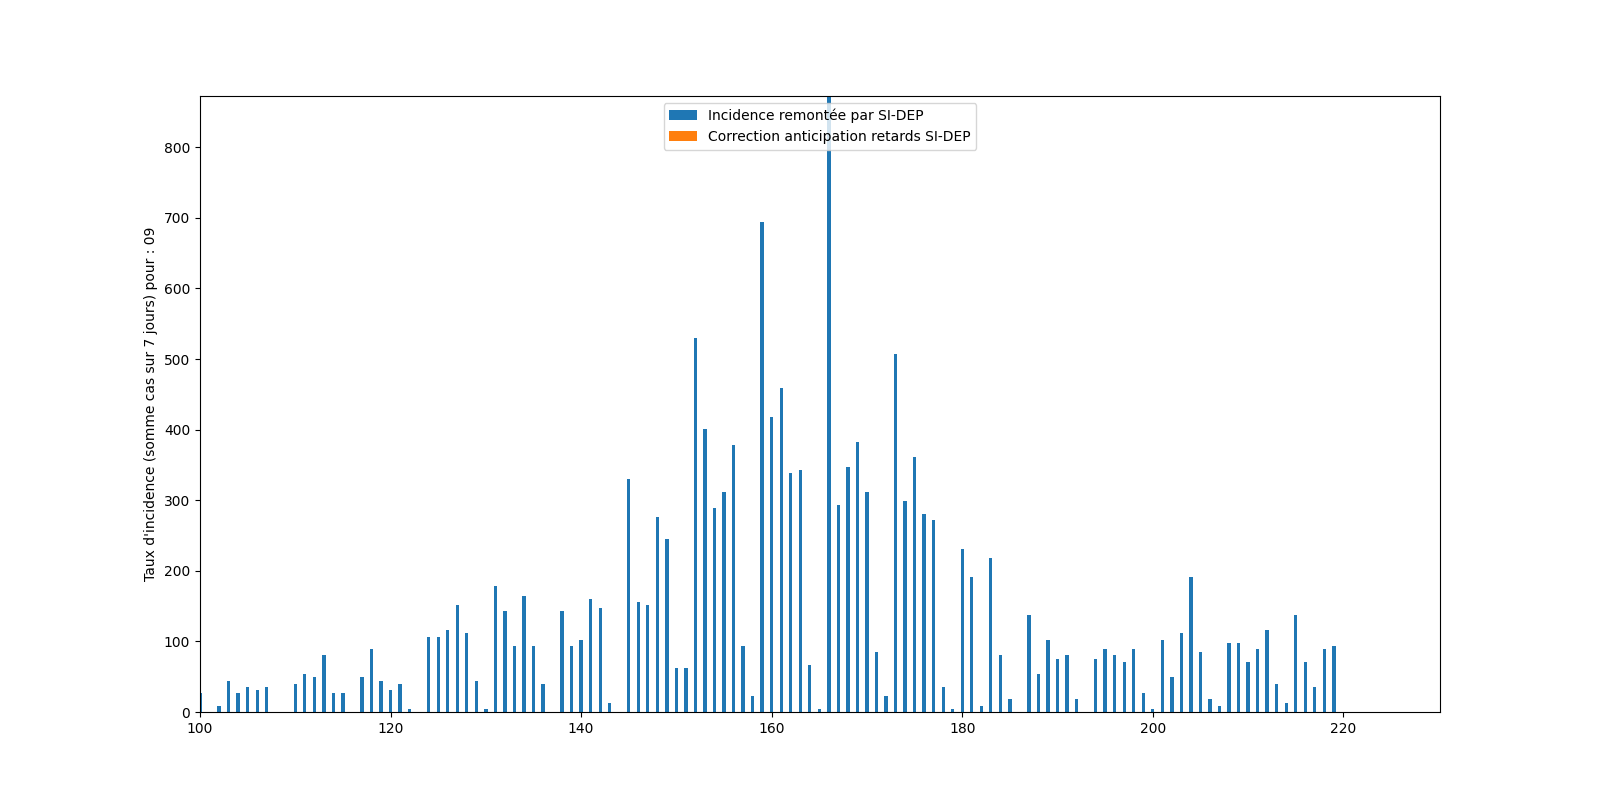 Incidence remontée par SI-DEP
Correction anticipation retards SI-DEP
Taux d'incidence (somme cas sur 7 jours) pour : 09
800
700
600
500
400
300
200
100
0
100 120 140 160 180 200 220